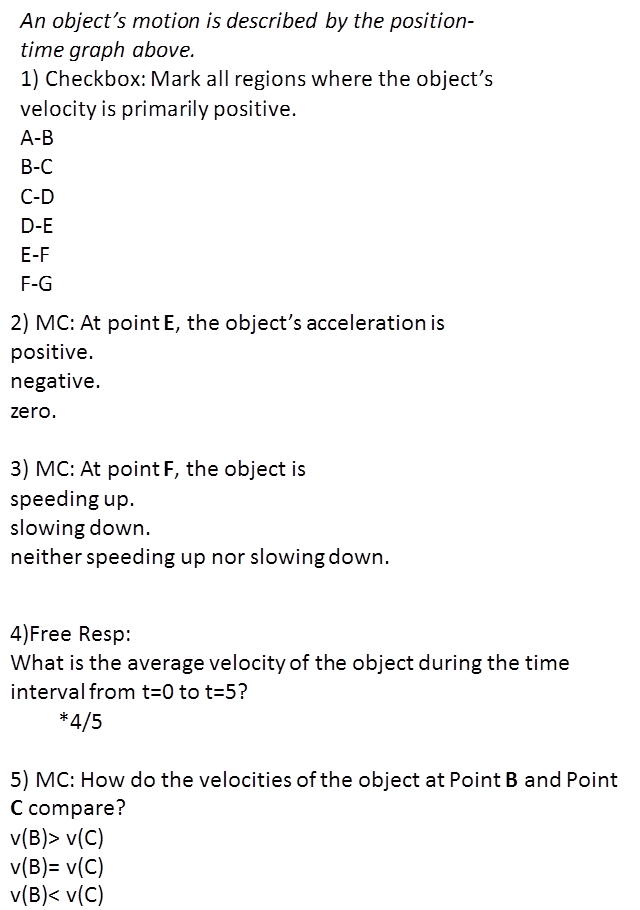 An object's motion is described by the position-
time graph above.
1) Checkbox: Mark all regions where the object's
velocity is primarily positive.
A-B
B-C
C-D
D-E
E-F
F-G
2) MC: At point E, the object's acceleration is
positive.
negative.
zero.
3) MC: At point F, the object is
speeding up.
slowing down.
neither speeding up nor slowing down.
4)Free Resp:
What is the average velocity of the object during the time
interval from t=0 to t=5?
*4/5
5) MC: How do the velocities of the object at Point B and Point
C compare?
v(B)> v(C)
v(B)= v(C)
v(B)< v(C)